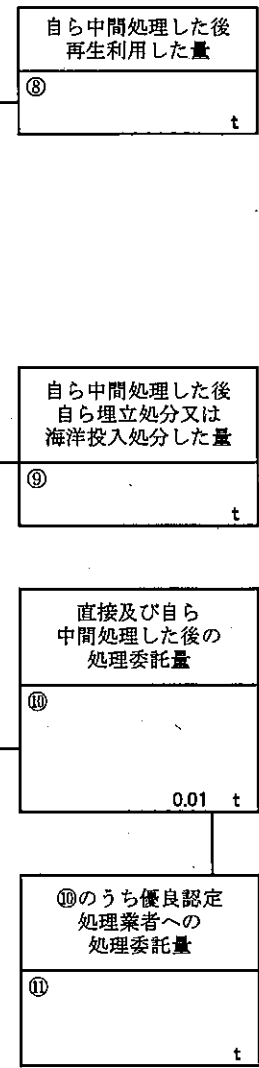 自ら中間処理した後
再生利用した量
⑧
t
自ら中間処理した後
自ら埋立処分又は
海洋投入処分した量
⑨
t
直接及び自ら
中間処理した後の
処理委託量
⑩
0.01 t
⑩のうち優良認定
処理業者への
処理委託量
⑪
t